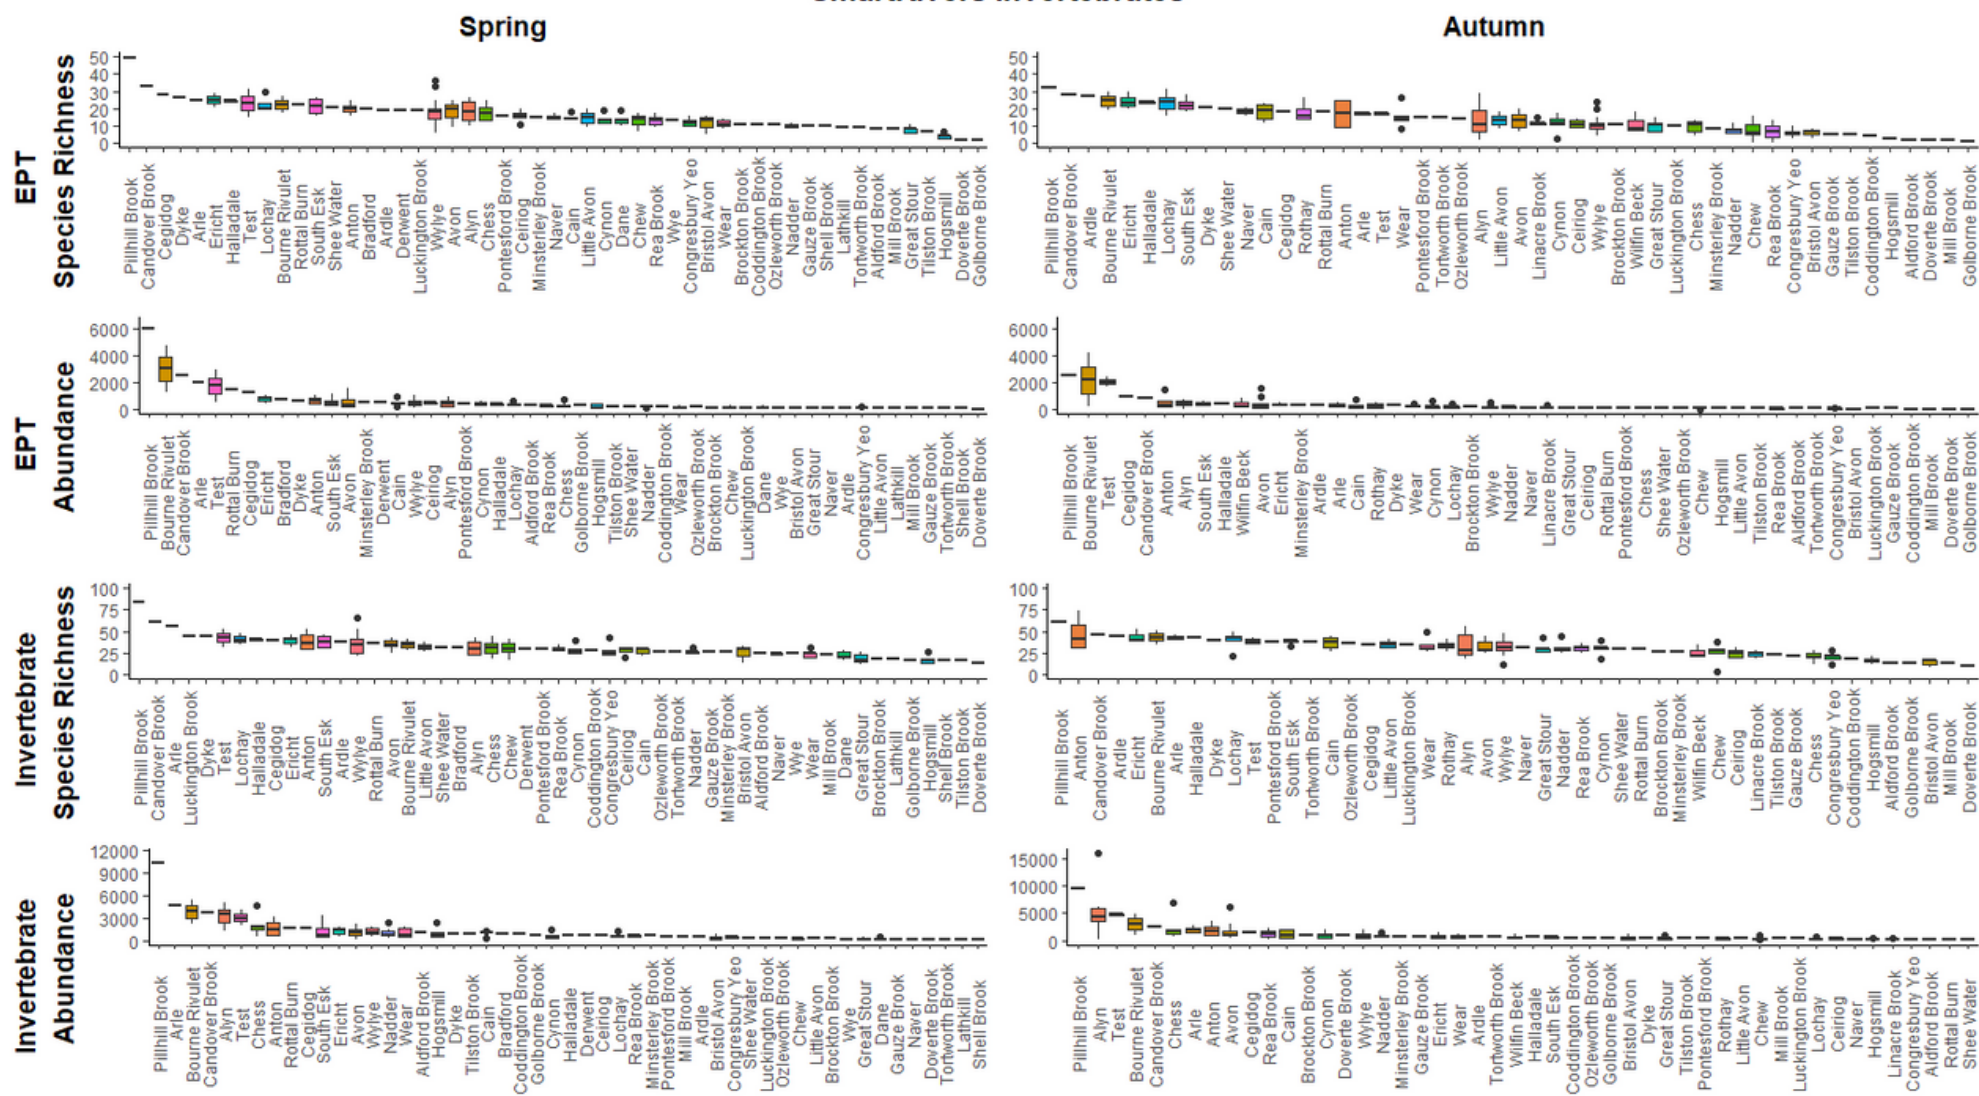 Spring
Autumn
EPT
Species Richness
50
40
30
20
10
0
Pillhill Brook
Candover Brook
Cegidog
Dyke
Arle
Ericht
Halladale
Test
Lochay
Bourne Rivulet
Rottal Burn
South Esk
Shee Water
Anton
Bradford
Ardle
Derwent
Luckington Brook
Wylye
Avon
Alyn
Chess
Pontesford Brook
Ceiriog
Minsterley Brook
Naver
Cain
Little Avon
Cynon
Dane
Chew
Rea Brook
Wye
Congresbury Yeo
Bristol Avon
Wear
Brockton Brook
Coddington Brook
Ozleworth Brook
Nadder
Gauze Brook
Shell Brook
Lathkill
Tortworth Brook
Aldford Brook
Mill Brook
Great Stour
Tilston Brook
Hogsmill
Doverte Brook
Golborne Brook
50
40
30
20
10
0
Pillhill Brook
Candover Brook
Ardle
Bourne Rivulet
Ericht
Halladale
Lochay
South Esk
Dyke
Shee Water
Naver
Cain
Cegidog
Rothay
Rottal Burn
Anton
Arle
Test
Wear
Pontesford Brook
Tortworth Brook
Ozleworth Brook
Alyn
Little Avon
Avon
Linacre Brook
Cynon
Ceiriog
Wylye
Brockton Brook
Wilfin Beck
Great Stour
Luckington Brook
Chess
Minsterley Brook
Nadder
Chew
Rea Brook
Congresbury Yeo
Bristol Avon
Gauze Brook
Tilston Brook
Coddington Brook
Hogsmill
Aldford Brook
Doverte Brook
Mill Brook
Golborne Brook
EPT
Abundance
6000
4000
2000
0
Pillhill Brook
Bourne Rivulet
Candover Brook
Arle
Test
Rottal Burn
Cegidog
Ericht
Bradford
Dyke
Anton
South Esk
Avon
Minsterley Brook
Derwent
Cain
Wylye
Ceiriog
Alyn
Pontesford Brook
Cynon
Halladale
Lochay
Aldford Brook
Rea Brook
Chess
Golborne Brook
Hogsmill
Tilston Brook
Shee Water
Nadder
Coddington Brook
Wear
Ozleworth Brook
Brockton Brook
Chew
Luckington Brook
Dane
Wye
Bristol Avon
Great Stour
Naver
Ardle
Congresbury Yeo
Little Avon
Lathkill
Mill Brook
Gauze Brook
Tortworth Brook
Shell Brook
Doverte Brook
6000
4000
2000
0
Pillhill Brook
Bourne Rivulet
Test
Cegidog
Candover Brook
Anton
Alyn
South Esk
Halladale
Wilfin Beck
Avon
Ericht
Minsterley Brook
Ardle
Arle
Cain
Rothay
Dyke
Wear
Cynon
Lochay
Brockton Brook
Wylye
Nadder
Naver
Linacre Brook
Great Stour
Ceiriog
Rottal Burn
Pontesford Brook
Chess
Shee Water
Ozleworth Brook
Chew
Hogsmill
Little Avon
Tilston Brook
Rea Brook
Aldford Brook
Tortworth Brook
Congresbury Yeo
Bristol Avon
Luckington Brook
Gauze Brook
Coddington Brook
Mill Brook
Doverte Brook
Golborne Brook
Invertebrate
Species Richness
100
75
50
25
0
Pillhill Brook
Candover Brook
Arle
Luckington Brook
Dyke
Test
Lochay
Halladale
Cegidog
Ericht
Anton
South Esk
Ardle
Wylye
Rottal Burn
Avon
Bourne Rivulet
Little Avon
Shee Water
Bradford
Alyn
Chess
Chew
Derwent
Pontesford Brook
Rea Brook
Cynon
Coddington Brook
Congresbury Yeo
Ceiriog
Cain
Ozleworth Brook
Tortworth Brook
Nadder
Gauze Brook
Minsterley Brook
Bristol Avon
Aldford Brook
Naver
Wye
Wear
Mill Brook
Dane
Great Stour
Brockton Brook
Lathkill
Golborne Brook
Hogsmill
Shell Brook
Tilston Brook
Doverte Brook
100
75
50
25
0
Pillhill Brook
Anton
Candover Brook
Ardle
Ericht
Bourne Rivulet
Arle
Halladale
Dyke
Lochay
Test
Pontesford Brook
South Esk
Tortworth Brook
Cain
Ozleworth Brook
Cegidog
Little Avon
Luckington Brook
Wear
Rothay
Alyn
Avon
Wylye
Naver
Great Stour
Nadder
Rea Brook
Cynon
Shee Water
Rottal Burn
Brockton Brook
Minsterley Brook
Wilfin Beck
Chew
Ceiriog
Linacre Brook
Tilston Brook
Gauze Brook
Chess
Congresbury Yeo
Coddington Brook
Hogsmill
Aldford Brook
Golborne Brook
Bristol Avon
Mill Brook
Doverte Brook
Invertebrate
Abundance
12000
9000
6000
3000
0
Pillhill Brook
Arle
Bourne Rivulet
Candover Brook
Alyn
Test
Chess
Anton
Rottal Burn
Cegidog
South Esk
Ericht
Avon
Wylye
Nadder
Wear
Aldford Brook
Hogsmill
Dyke
Tilston Brook
Cain
Bradford
Coddington Brook
Golborne Brook
Cynon
Halladale
Derwent
Ceiriog
Lochay
Rea Brook
Minsterley Brook
Pontesford Brook
Mill Brook
Ardle
Bristol Avon
Congresbury Yeo
Shee Water
Luckington Brook
Ozleworth Brook
Chew
Little Avon
Brockton Brook
Wye
Great Stour
Dane
Gauze Brook
Naver
Doverte Brook
Tortworth Brook
Lathkill
Shell Brook
15000
10000
5000
0
Pillhill Brook
Alyn
Test
Bourne Rivulet
Candover Brook
Chess
Arle
Anton
Avon
Cegidog
Rea Brook
Cain
Brockton Brook
Cynon
Doverte Brook
Wylye
Nadder
Minsterley Brook
Gauze Brook
Ericht
Wear
Ardle
Tortworth Brook
Wilfin Beck
Halladale
South Esk
Coddington Brook
Ozleworth Brook
Golborne Brook
Bristol Avon
Dyke
Great Stour
Tilston Brook
Pontesford Brook
Rothay
Little Avon
Chew
Mill Brook
Luckington Brook
Lochay
Ceiriog
Naver
Hogsmill
Linacre Brook
Congresbury Yeo
Aldford Brook
Rottal Burn
Shee Water